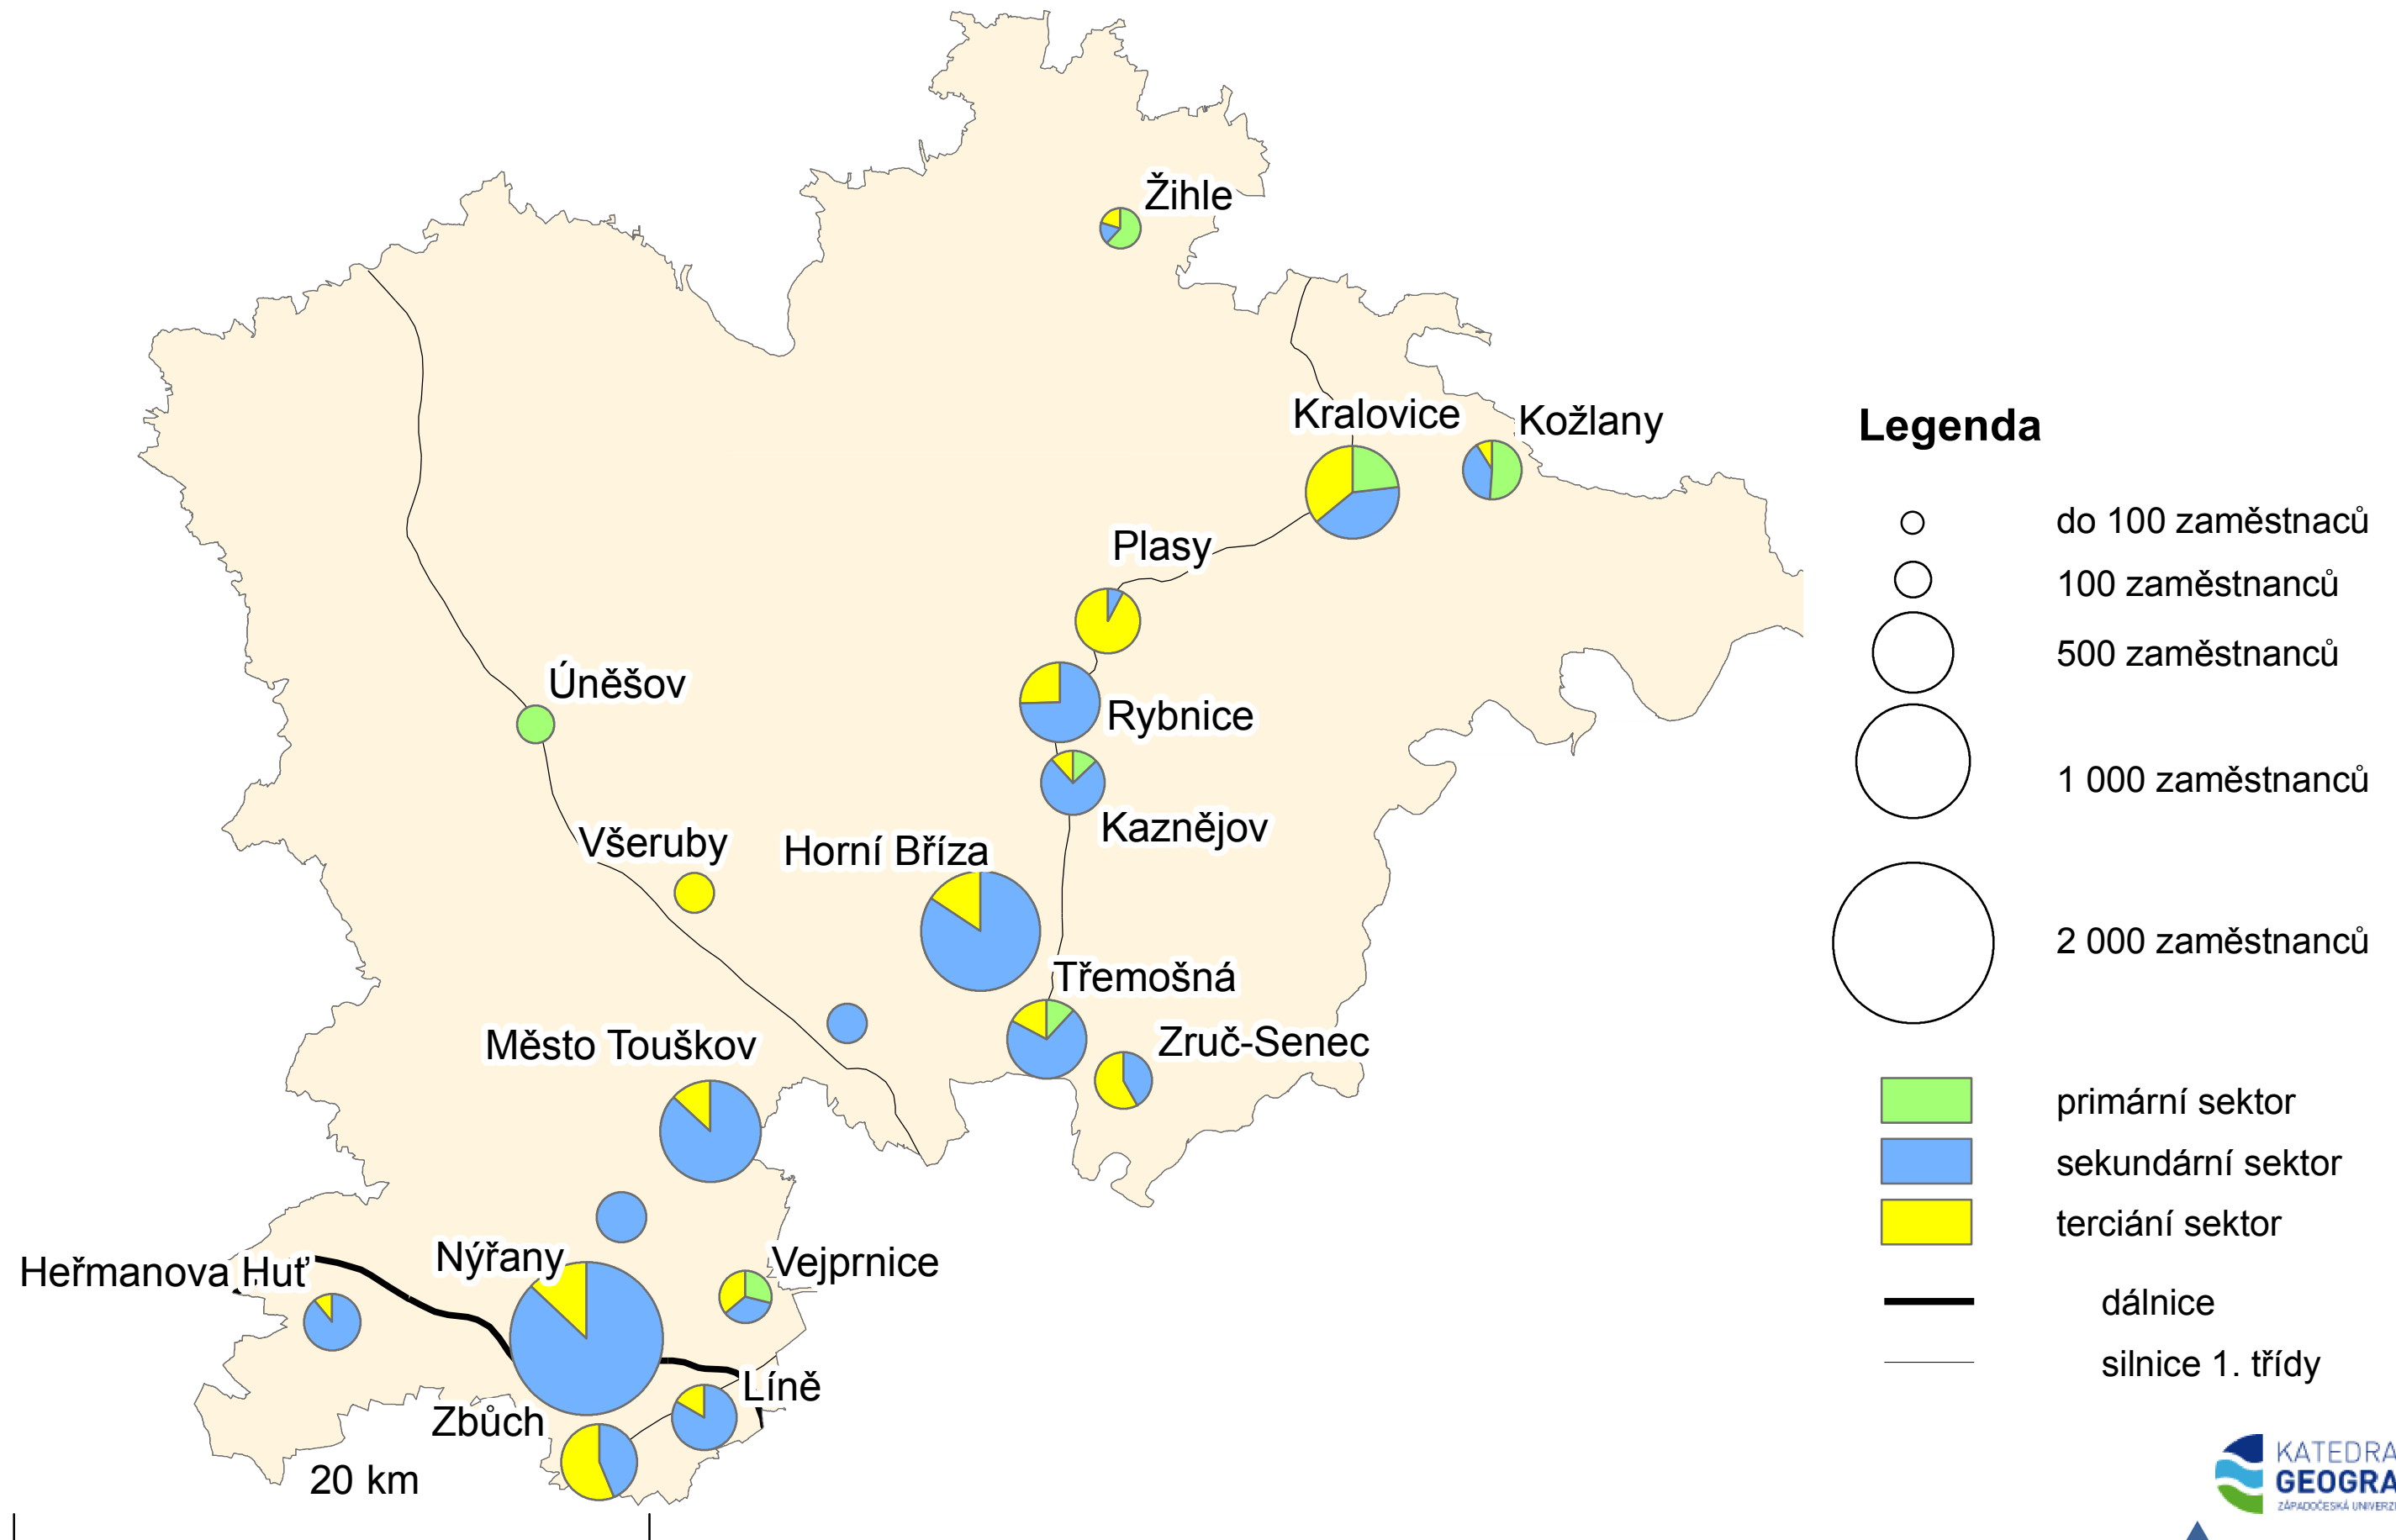 Žihle
Kralovice
Kožlany
Plasy
Úněšov
Rybnice
Kaznějov
Všeruby
Horní Bříza
Třemošná
Město Touškov
Zruč-Senec
Heřmanova Huť
Nýřany
Vejprnice
Líně
Zbůch
20 km
Legenda
do 100 zaměstnaců
100 zaměstnanců
500 zaměstnanců
1 000 zaměstnanců
2 000 zaměstnanců
primární sektor
sekundární sektor
terciání sektor
dálnice
silnice 1. třídy
KATEDRA
GEOGRA
ZÁPADOČESKÁ UNIVERZI